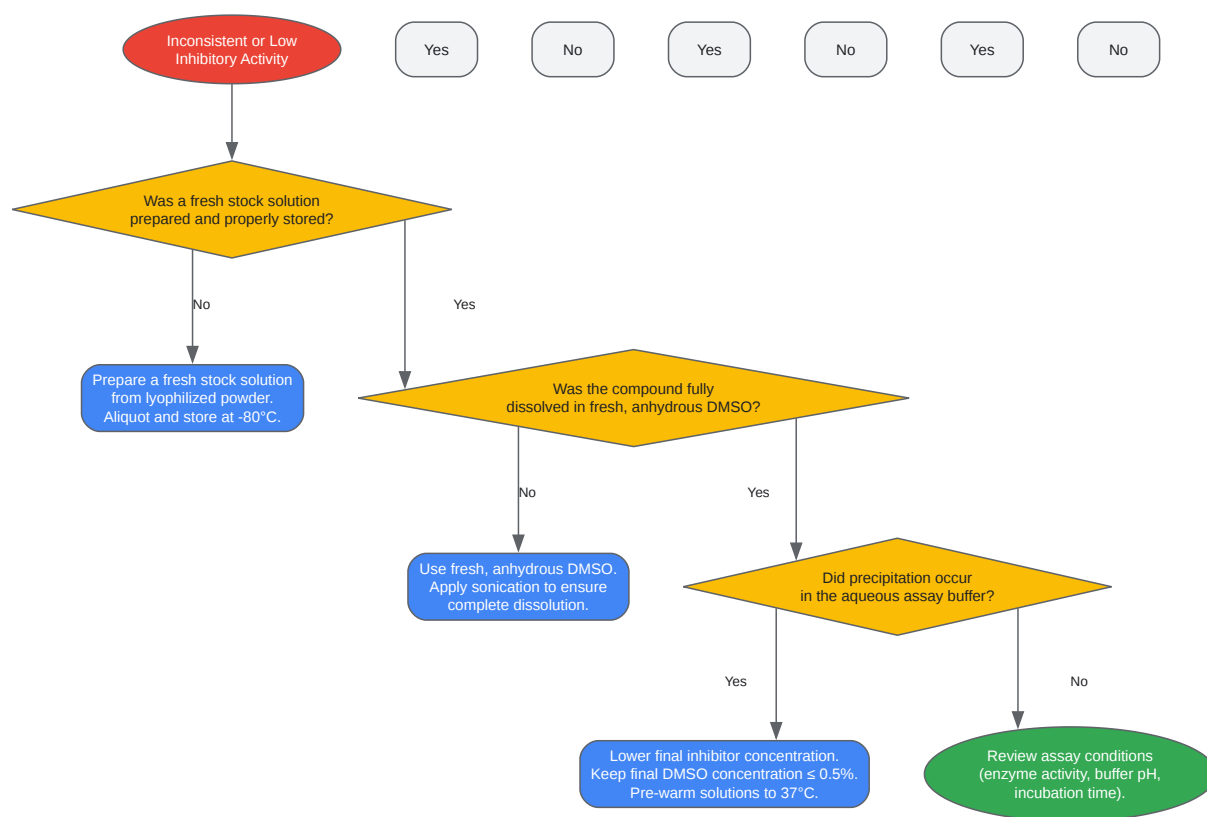 Inconsistent or Low
Inhibitory Activity
Yes
No
Yes
No
Yes
No
Was a fresh stock solution
prepared and properly stored?
No
Yes
Prepare a fresh stock solution
from lyophilized powder.
Aliquot and store at -80°C.
Was the compound fully
dissolved in fresh, anhydrous DMSO?
No
Yes
Use fresh, anhydrous DMSO.
Apply sonication to ensure
complete dissolution.
Did precipitation occur
in the aqueous assay buffer?
Yes
No
Lower final inhibitor concentration.
Keep final DMSO concentration ≤ 0.5%.
Pre-warm solutions to 37°C.
Review assay conditions
(enzyme activity, buffer pH,
incubation time).